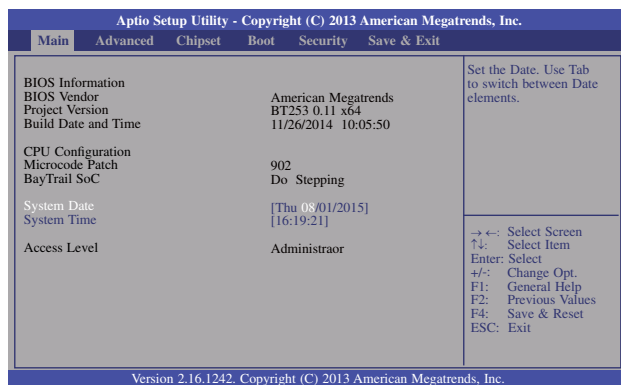 Aptio Setup Utility - Copyright (C) 2013 American Megatrends, Inc.
Main Advanced Chipset Boot Security Save & Exit
BIOS Information
BIOS Vendor American Megatrends
Project Version BT253 0.11 x64
Build Date and Time 11/26/2014 10:05:50
CPU Configuration
Microcode Patch 902
BayTrail SoC Do Stepping
System Date [Thu 08/01/2015]
System Time [16:19:21]
Access Level Administraor
Set the Date. Use Tab
to switch between Date
elements.
→←: Select Screen
↑↓: Select Item
Enter: Select
+/-: Change Opt.
F1: General Help
F2: Previous Values
F4: Save & Reset
ESC: Exit
Version 2.16.1242. Copyright (C) 2013 American Megatrends, Inc.